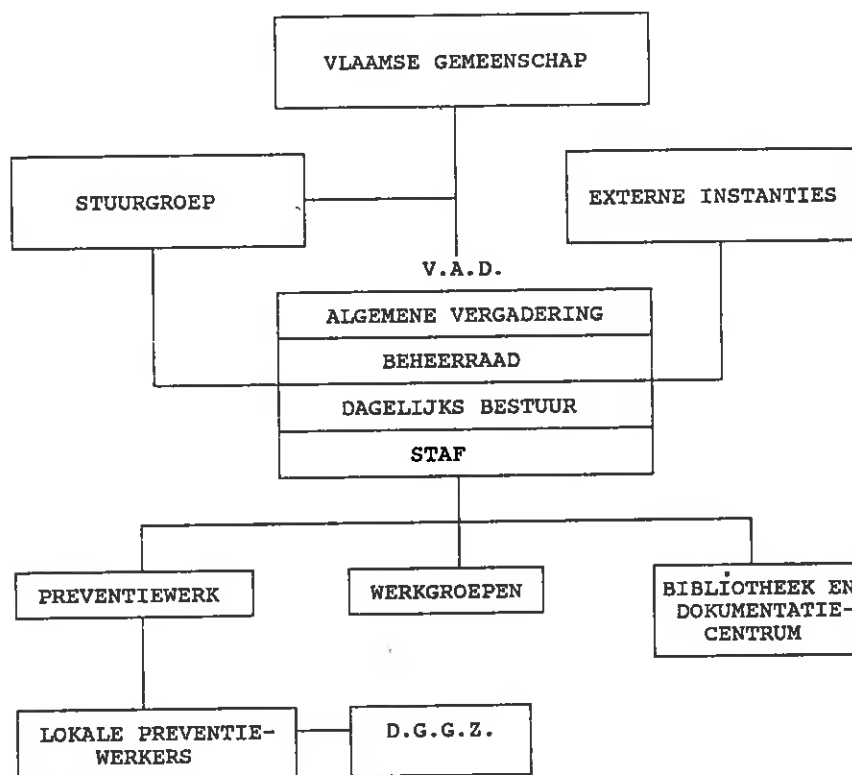 VLAAMSE GEMEENSCHAP
STUURGROEP
EXTERNE INSTANTIES
V.A.D.
ALGEMENE VERGADERING
BEHEERRAAD
DAGELIJKS BESTUUR
STAF
PREVENTIEWERK
WERKGROEPEN
BIBLIOTHEEK EN
DOKUMENTATIE-
CENTRUM
LOKALE PREVENTIE-
WERKERS
D.G.G.Z.